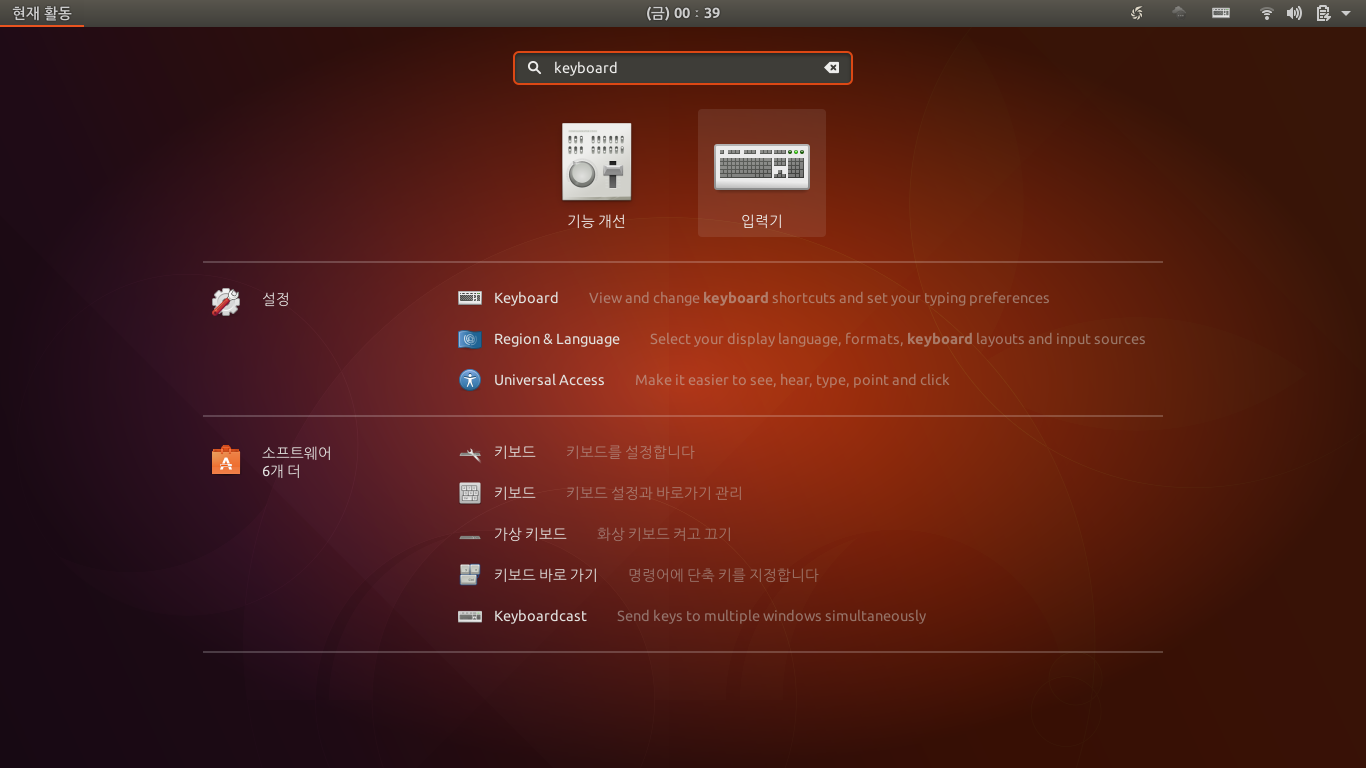 현재 활동
(금) 00 : 39
keyboard
기능 개선
입력기
설정
Keyboard View and change keyboard shortcuts and set your typing preferences
Region & Language Select your display language, formats, keyboard layouts and input sources
Universal Access Make it easier to see, hear, type, point and click
소프트웨어
6개 더
키보드 키보드를 설정합니다
키보드 키보드 설정과 바로가기 관리
가상 키보드 화상 키보드 켜고 끄기
키보드 바로 가기 명령어에 단축 키를 지정합니다
Keyboardcast Send keys to multiple windows simultaneously